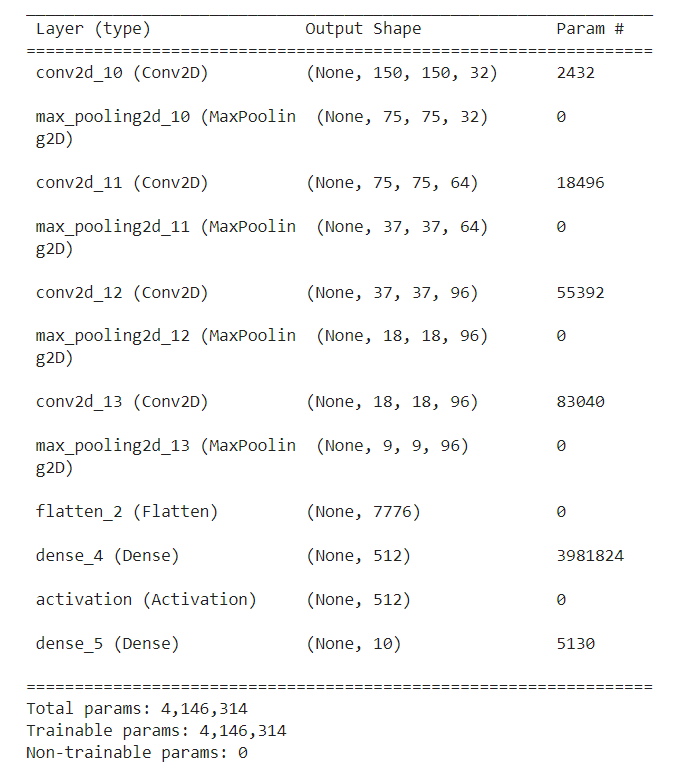 _________________________________________________________________
Layer (type) Output Shape Param #
=================================================================
conv2d_10 (Conv2D) (None, 150, 150, 32) 2432
max_pooling2d_10 (MaxPoolin (None, 75, 75, 32) 0
g2D)
conv2d_11 (Conv2D) (None, 75, 75, 64) 18496
max_pooling2d_11 (MaxPoolin (None, 37, 37, 64) 0
g2D)
conv2d_12 (Conv2D) (None, 37, 37, 96) 55392
max_pooling2d_12 (MaxPoolin (None, 18, 18, 96) 0
g2D)
conv2d_13 (Conv2D) (None, 18, 18, 96) 83040
max_pooling2d_13 (MaxPoolin (None, 9, 9, 96) 0
g2D)
flatten_2 (Flatten) (None, 7776) 0
dense_4 (Dense) (None, 512) 3981824
activation (Activation) (None, 512) 0
dense_5 (Dense) (None, 10) 5130
=================================================================
Total params: 4,146,314
Trainable params: 4,146,314
Non-trainable params: 0